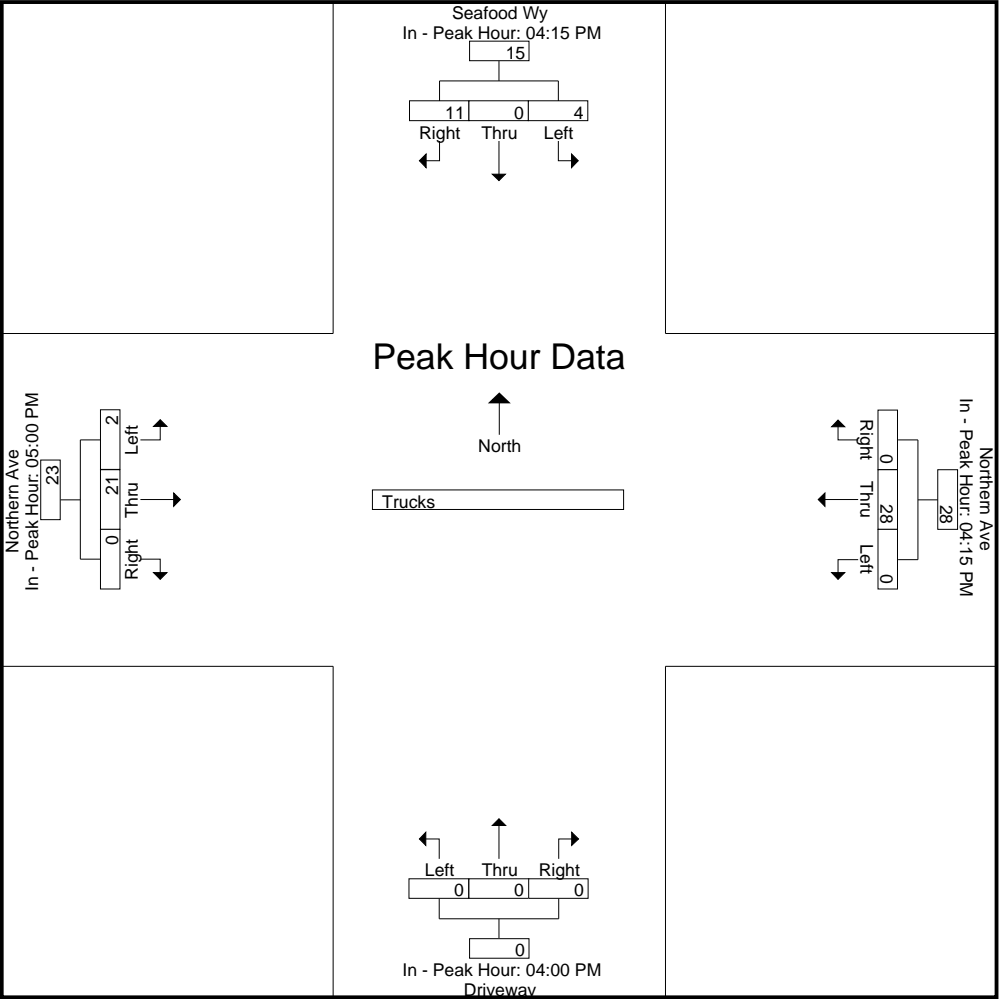 Seafood Wy
In - Peak Hour: 04:15 PM
15
11 0 4
Right Thru Left
Peak Hour Data
North
Trucks
Northern Ave
In - Peak Hour: 05:00 PM
23
2 21 0
Left Thru Right
Northern Ave
In - Peak Hour: 04:15 PM
28
0 28 0
Right Thru Left
Left Thru Right
0 0 0
0
In - Peak Hour: 04:00 PM
Driveway